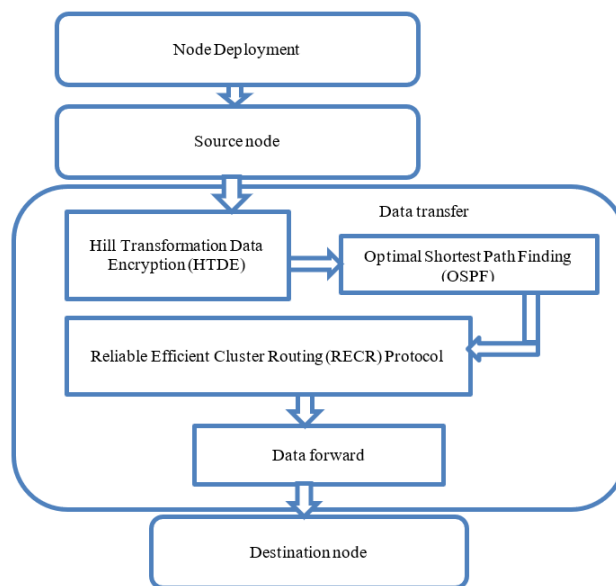 Node Deployment
Source node
Data transfer
Hill Transformation Data
Encryption (HTDE)
Optimal Shortest Path Finding
(OSPF)
Reliable Efficient Cluster Routing (RECR) Protocol
Data forward
Destination node